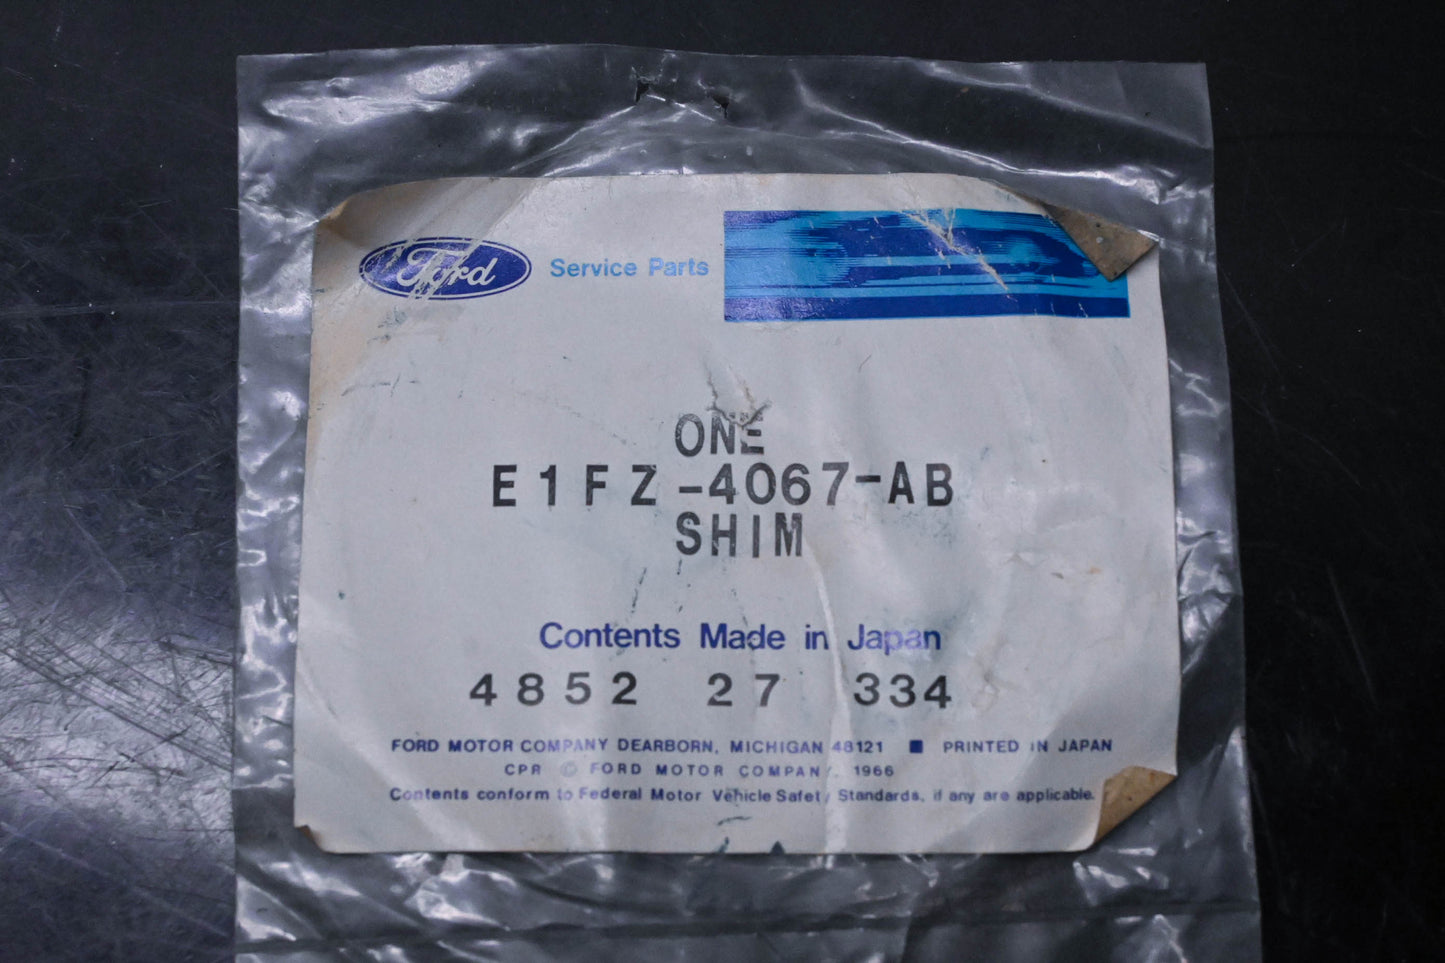 Ford Service Parts
ONE
E1FZ-4067-AB
SHIM
Contents Made in Japan
4852 27 334
FORD MOTOR COMPANY DEARBORN, MICHIGAN 48121 ■ PRINTED IN JAPAN
CPR © FORD MOTOR COMPANY, 1966
Contents conform to Federal Motor Vehicle Safety Standards, if any are applicable.